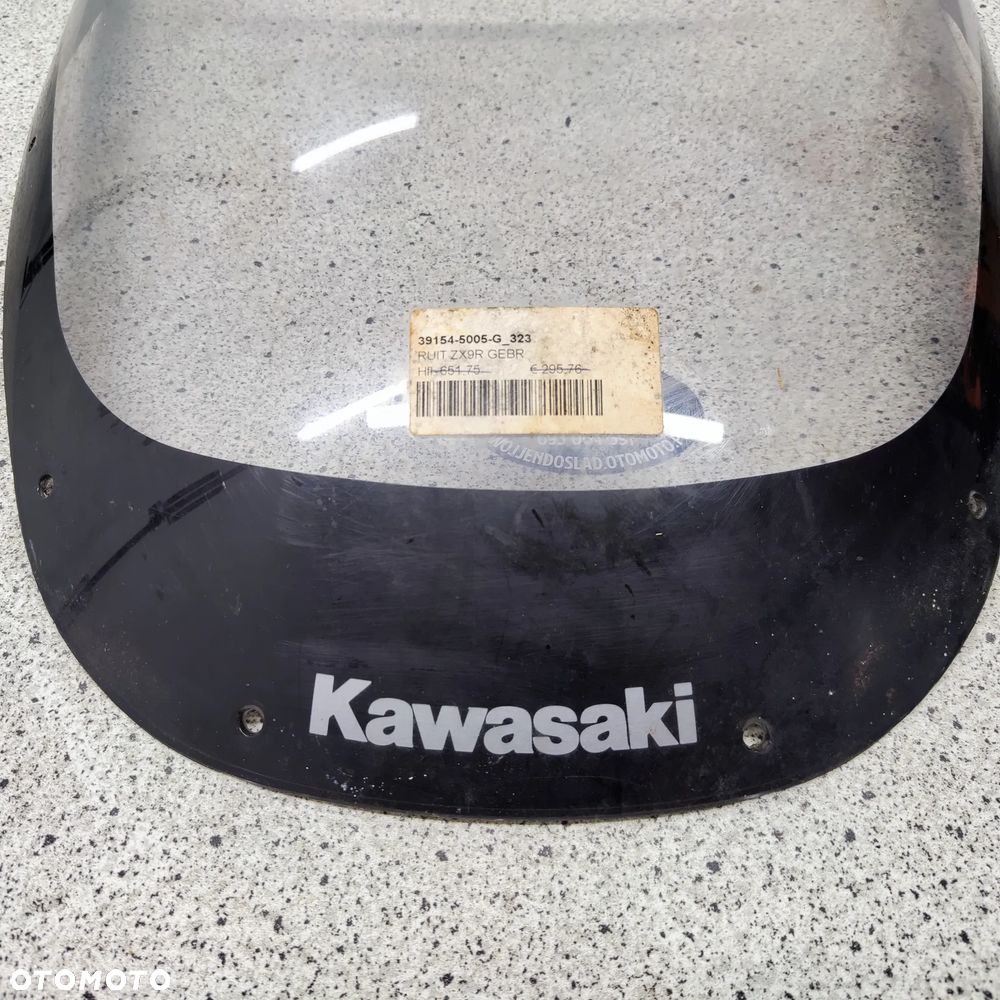 39154-5005-G_323
RUIT ZX9R GEBR
Hfl. 651,75 € 295,76
Kawasaki
OTOMOTO